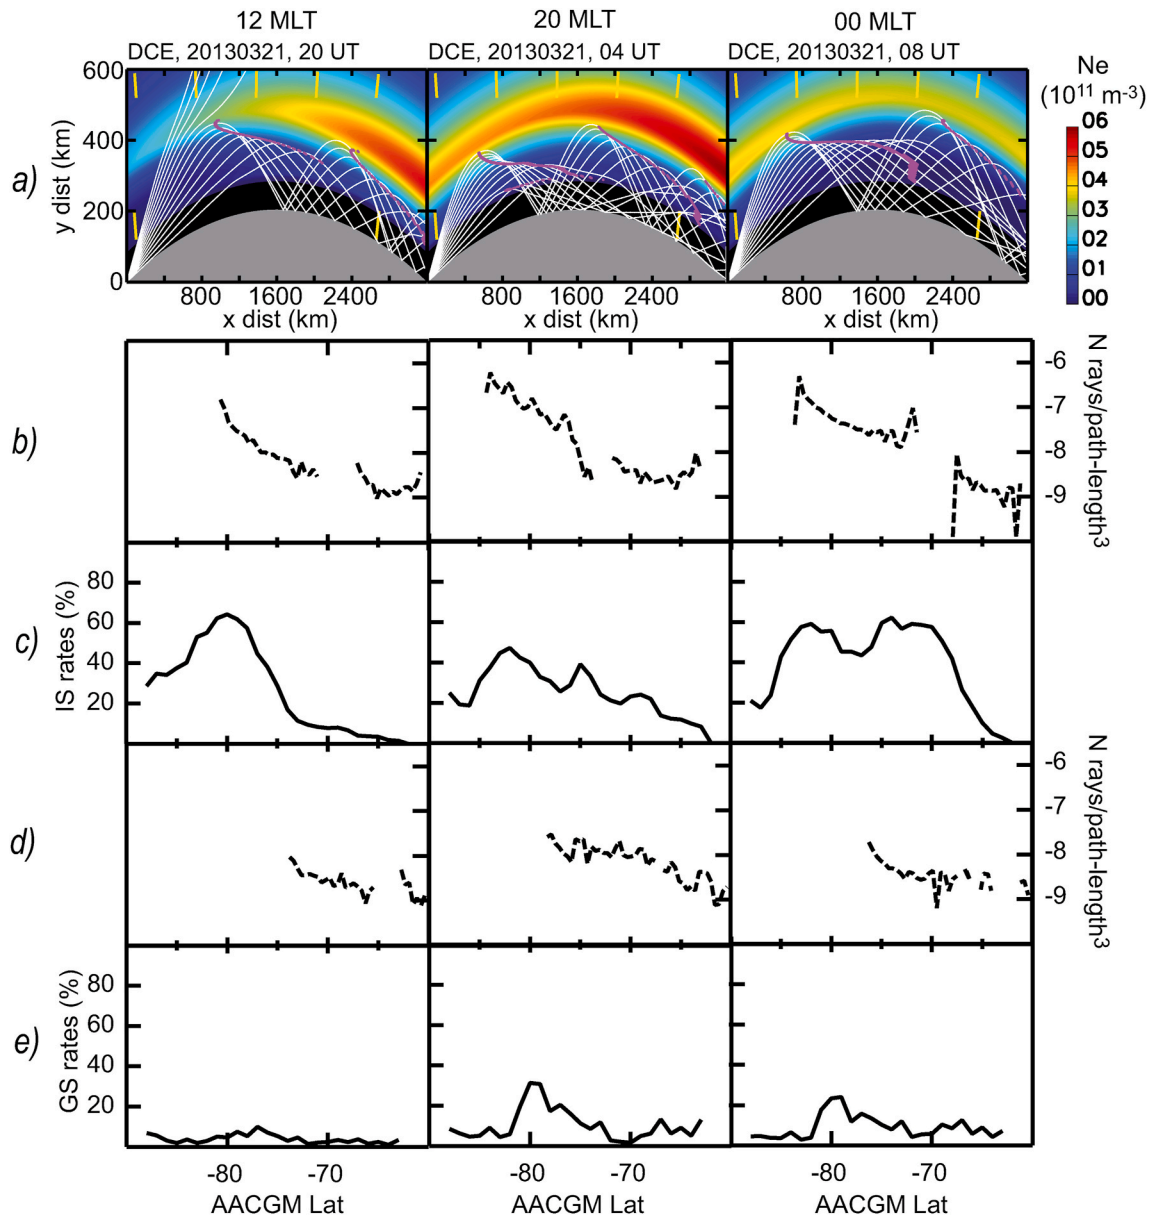 12 MLT 20 MLT 00 MLT
DCE, 20130321, 20 UT DCE, 20130321, 04 UT DCE, 20130321, 08 UT
Ne
(10¹¹ m⁻³)
a)
y dist (km)
600
400
200
0
06
05
04
03
02
01
00
800 1600 2400 800 1600 2400 800 1600 2400
x dist (km) x dist (km) x dist (km)
b)
-6
-7
-8
-9
N rays/path-length³
c)
IS rates (%)
80
60
40
20
d)
-6
-7
-8
-9
N rays/path-length³
e)
GS rates (%)
80
60
40
20
-80 -70 -80 -70 -80 -70
AACGM Lat AACGM Lat AACGM Lat